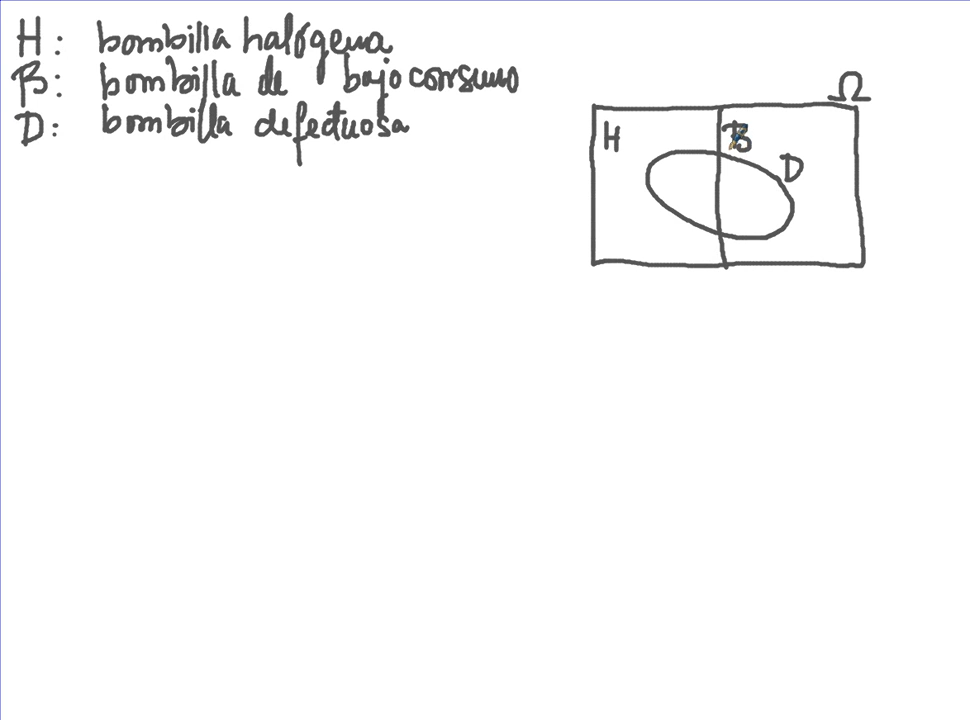 H: bombilla halógena
B: bombilla de bajo consumo
D: bombilla defectuosa
Ω
H B
D